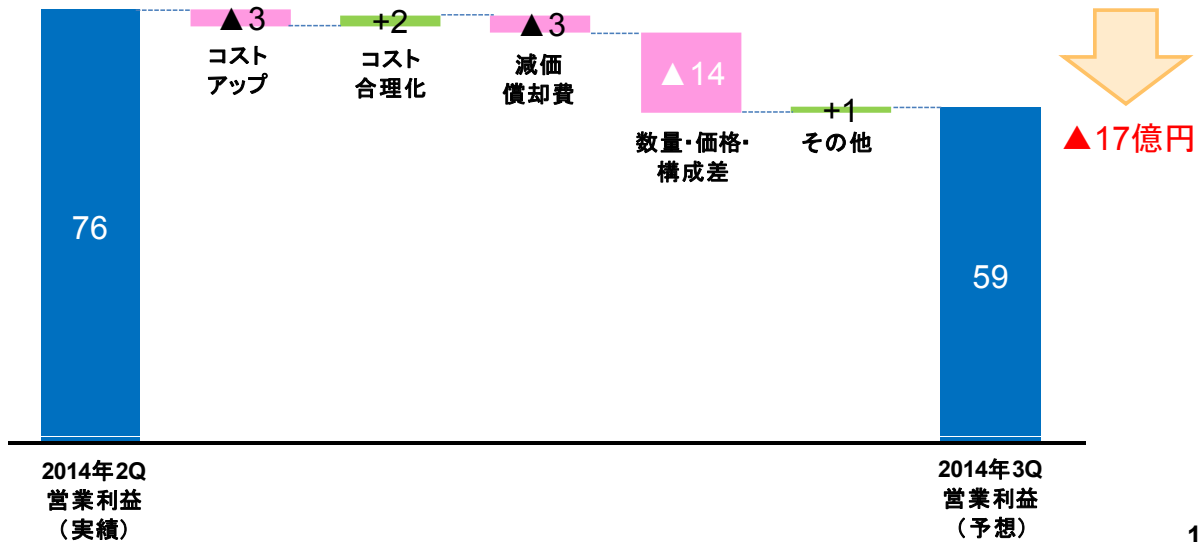 ▲3
コスト
アップ
+2
コスト
合理化
▲3
減価
償却費
▲14
数量・価格・
構成差
+1
その他
▲17億円
76
59
2014年2Q
営業利益
（実績）
2014年3Q
営業利益
（予想）
1